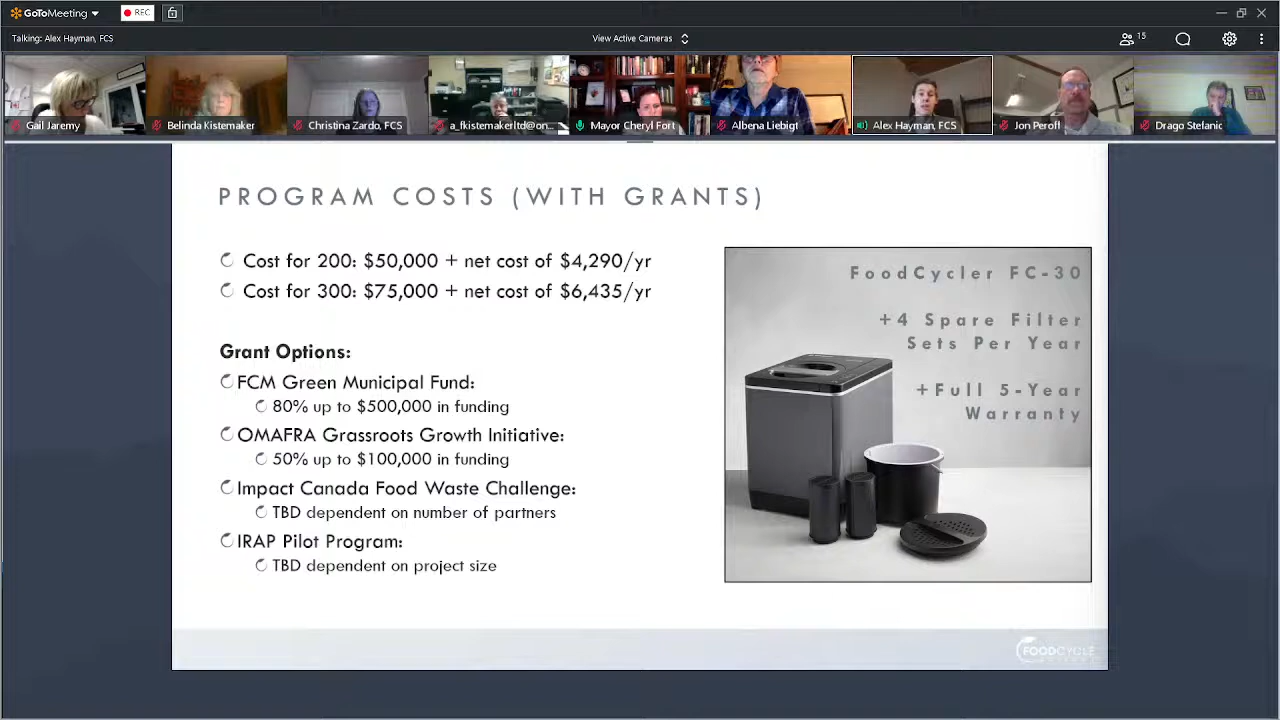 GoToMeeting
REC
Talking: Alex Hayman, FCS
View Active Cameras
15
Gail Jaremy
Belinda Kistemaker
Christina Zardo, FCS
a_fkistemakerltd@on...
Mayor Cheryl Fort
Albena Liebigt
Alex Hayman, FCS
Jon Peroff
Drago Stefanic
PROGRAM COSTS (WITH GRANTS)
Cost for 200: $50,000 + net cost of $4,290/yr
Cost for 300: $75,000 + net cost of $6,435/yr
Grant Options:
FCM Green Municipal Fund:
80% up to $500,000 in funding
OMAFRA Grassroots Growth Initiative:
50% up to $100,000 in funding
Impact Canada Food Waste Challenge:
TBD dependent on number of partners
IRAP Pilot Program:
TBD dependent on project size
FoodCycler FC-30
+4 Spare Filter
Sets Per Year
+Full 5-Year
Warranty
FOODCYCLE